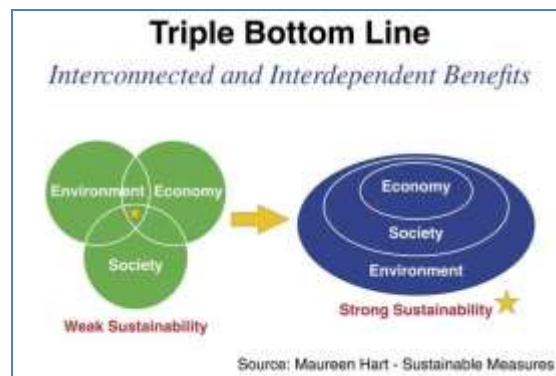 Triple Bottom Line
Interconnected and Interdependent Benefits
Environment
Economy
Society
Weak Sustainability
Economy
Society
Environment
Strong Sustainability
Source: Maureen Hart - Sustainable Measures